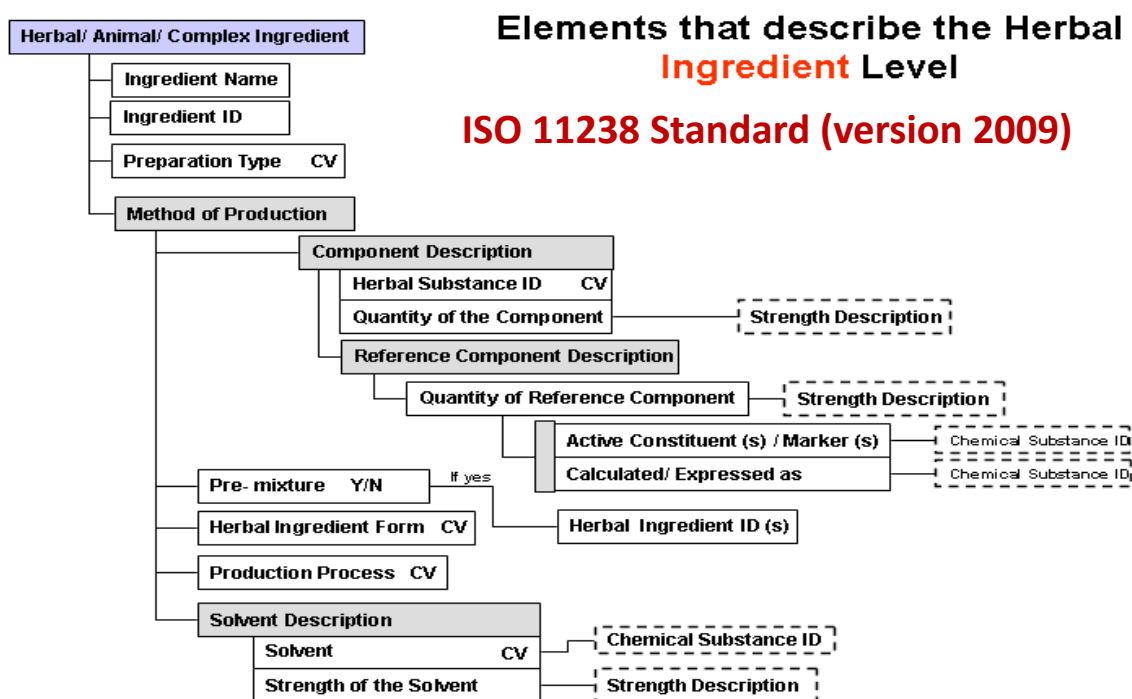 Elements that describe the Herbal
Ingredient Level
ISO 11238 Standard (version 2009)
Herbal/ Animal/ Complex Ingredient
Ingredient Name
Ingredient ID
Preparation Type CV
Method of Production
Component Description
Herbal Substance ID CV
Quantity of the Component
Strength Description
Reference Component Description
Quantity of Reference Component
Strength Description
Active Constituent (s) / Marker (s)
Chemical Substance ID
Calculated/ Expressed as
Chemical Substance ID
Pre- mixture Y/N
If yes
Herbal Ingredient ID (s)
Herbal Ingredient Form CV
Production Process CV
Solvent Description
Solvent CV
Chemical Substance ID
Strength of the Solvent
Strength Description